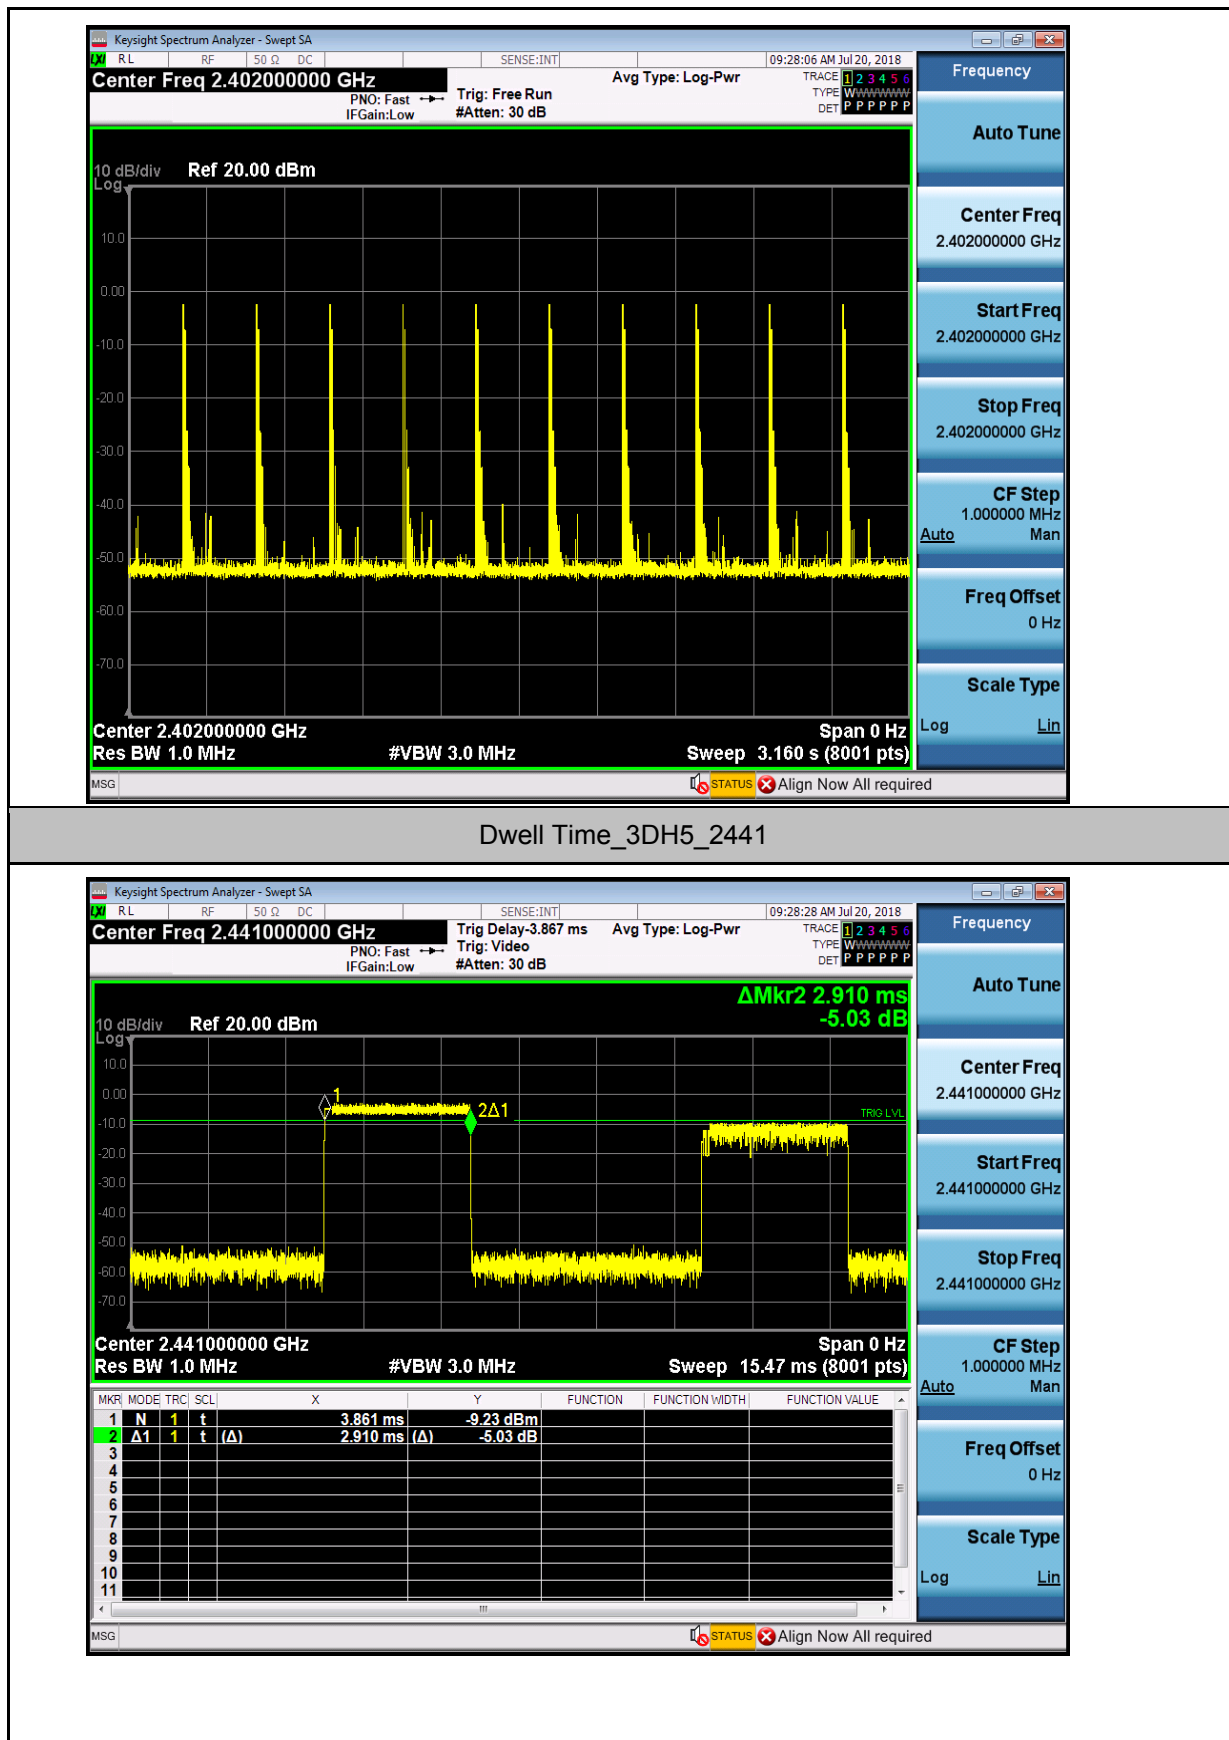 Keysight Spectrum Analyzer - Swept SA
LXI RL RF 50 Ω DC SENSE:INT 09:28:06 AM Jul 20, 2018
Center Freq 2.402000000 GHz
PNO: Fast
IFGain:Low
Trig: Free Run
#Atten: 30 dB
Avg Type: Log-Pwr
TRACE 1 2 3 4 5 6
TYPE WWWWWW
DET P P P P P P
10 dB/div Ref 20.00 dBm
Log
10.0
0.00
-10.0
-20.0
-30.0
-40.0
-50.0
-60.0
-70.0
Center 2.402000000 GHz Span 0 Hz
Res BW 1.0 MHz #VBW 3.0 MHz Sweep 3.160 s (8001 pts)
MSG STATUS Align Now All required
Frequency
Auto Tune
Center Freq
2.402000000 GHz
Start Freq
2.402000000 GHz
Stop Freq
2.402000000 GHz
CF Step
1.000000 MHz
Auto Man
Freq Offset
0 Hz
Scale Type
Log Lin
Dwell Time_3DH5_2441
Keysight Spectrum Analyzer - Swept SA
LXI RL RF 50 Ω DC SENSE:INT 09:28:28 AM Jul 20, 2018
Center Freq 2.441000000 GHz
PNO: Fast
IFGain:Low
Trig Delay-3.867 ms
Trig: Video
#Atten: 30 dB
Avg Type: Log-Pwr
TRACE 1 2 3 4 5 6
TYPE WWWWWW
DET P P P P P P
ΔMkr2 2.910 ms
-5.03 dB
10 dB/div Ref 20.00 dBm
Log
10.0
0.00
-10.0
-20.0
-30.0
-40.0
-50.0
-60.0
-70.0
1
2Δ1
TRIG LVL
Center 2.441000000 GHz Span 0 Hz
Res BW 1.0 MHz #VBW 3.0 MHz Sweep 15.47 ms (8001 pts)
MKR MODE TRC SCL X Y FUNCTION FUNCTION WIDTH FUNCTION VALUE
1 N 1 t 3.861 ms -9.23 dBm
2 Δ1 1 t (Δ) 2.910 ms (Δ) -5.03 dB
3
4
5
6
7
8
9
10
11
MSG STATUS Align Now All required
Frequency
Auto Tune
Center Freq
2.441000000 GHz
Start Freq
2.441000000 GHz
Stop Freq
2.441000000 GHz
CF Step
1.000000 MHz
Auto Man
Freq Offset
0 Hz
Scale Type
Log Lin